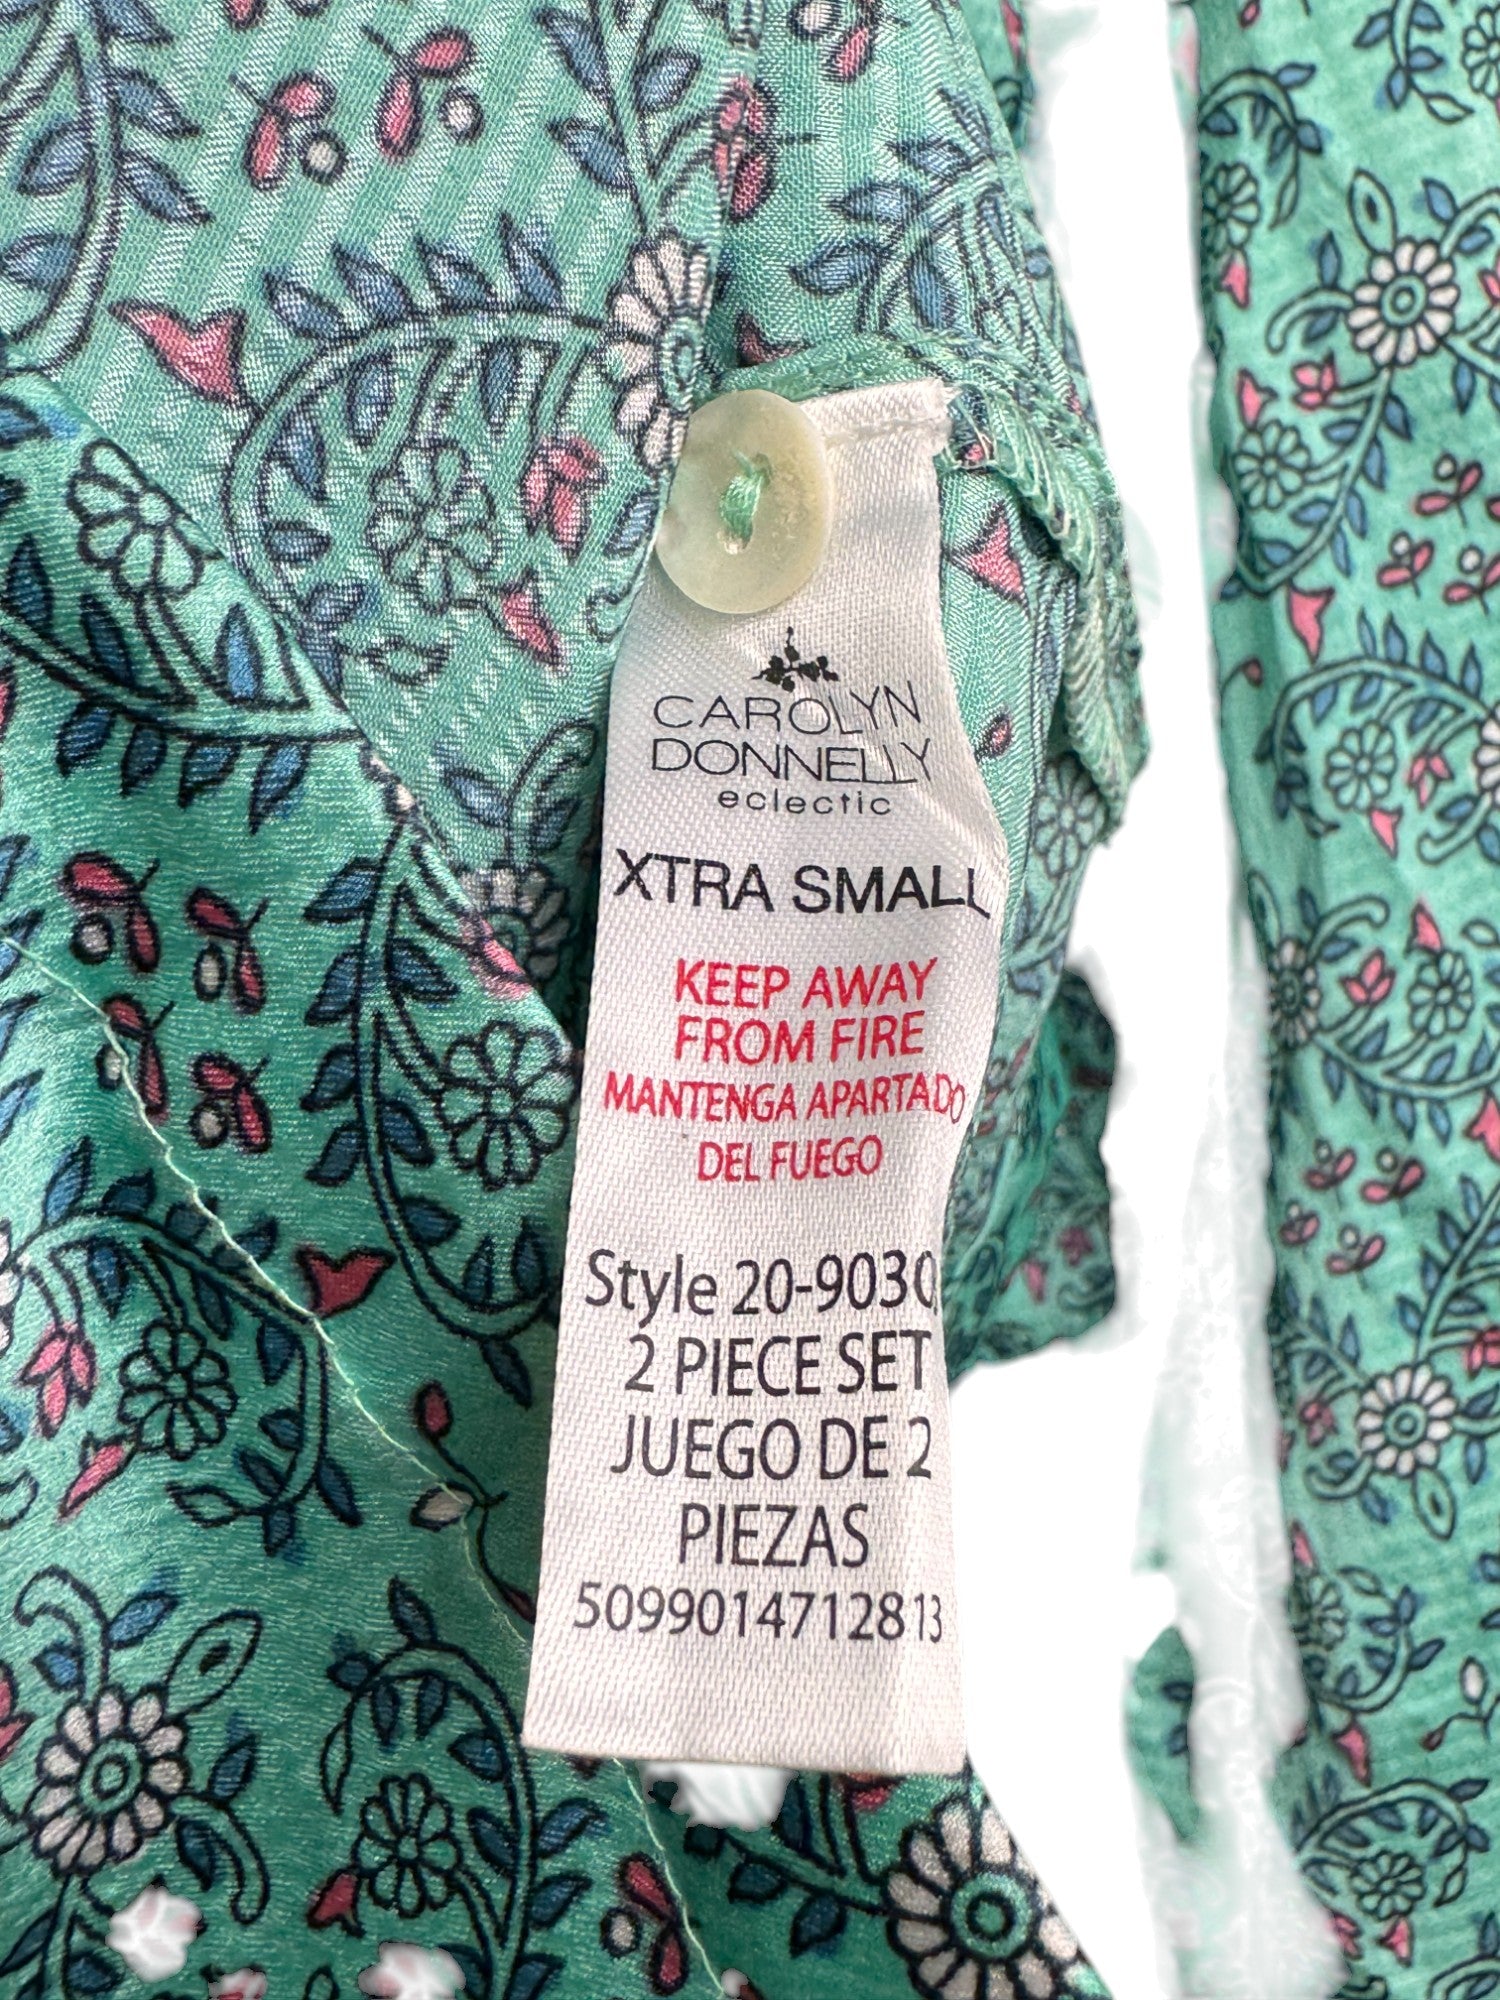 CAROLYN
DONNELLY
eclectic
XTRA SMALL
KEEP AWAY
FROM FIRE
MANTENGA APARTADO
DEL FUEGO
Style 20-9030
2 PIECE SET
JUEGO DE 2
PIEZAS
5099014712813